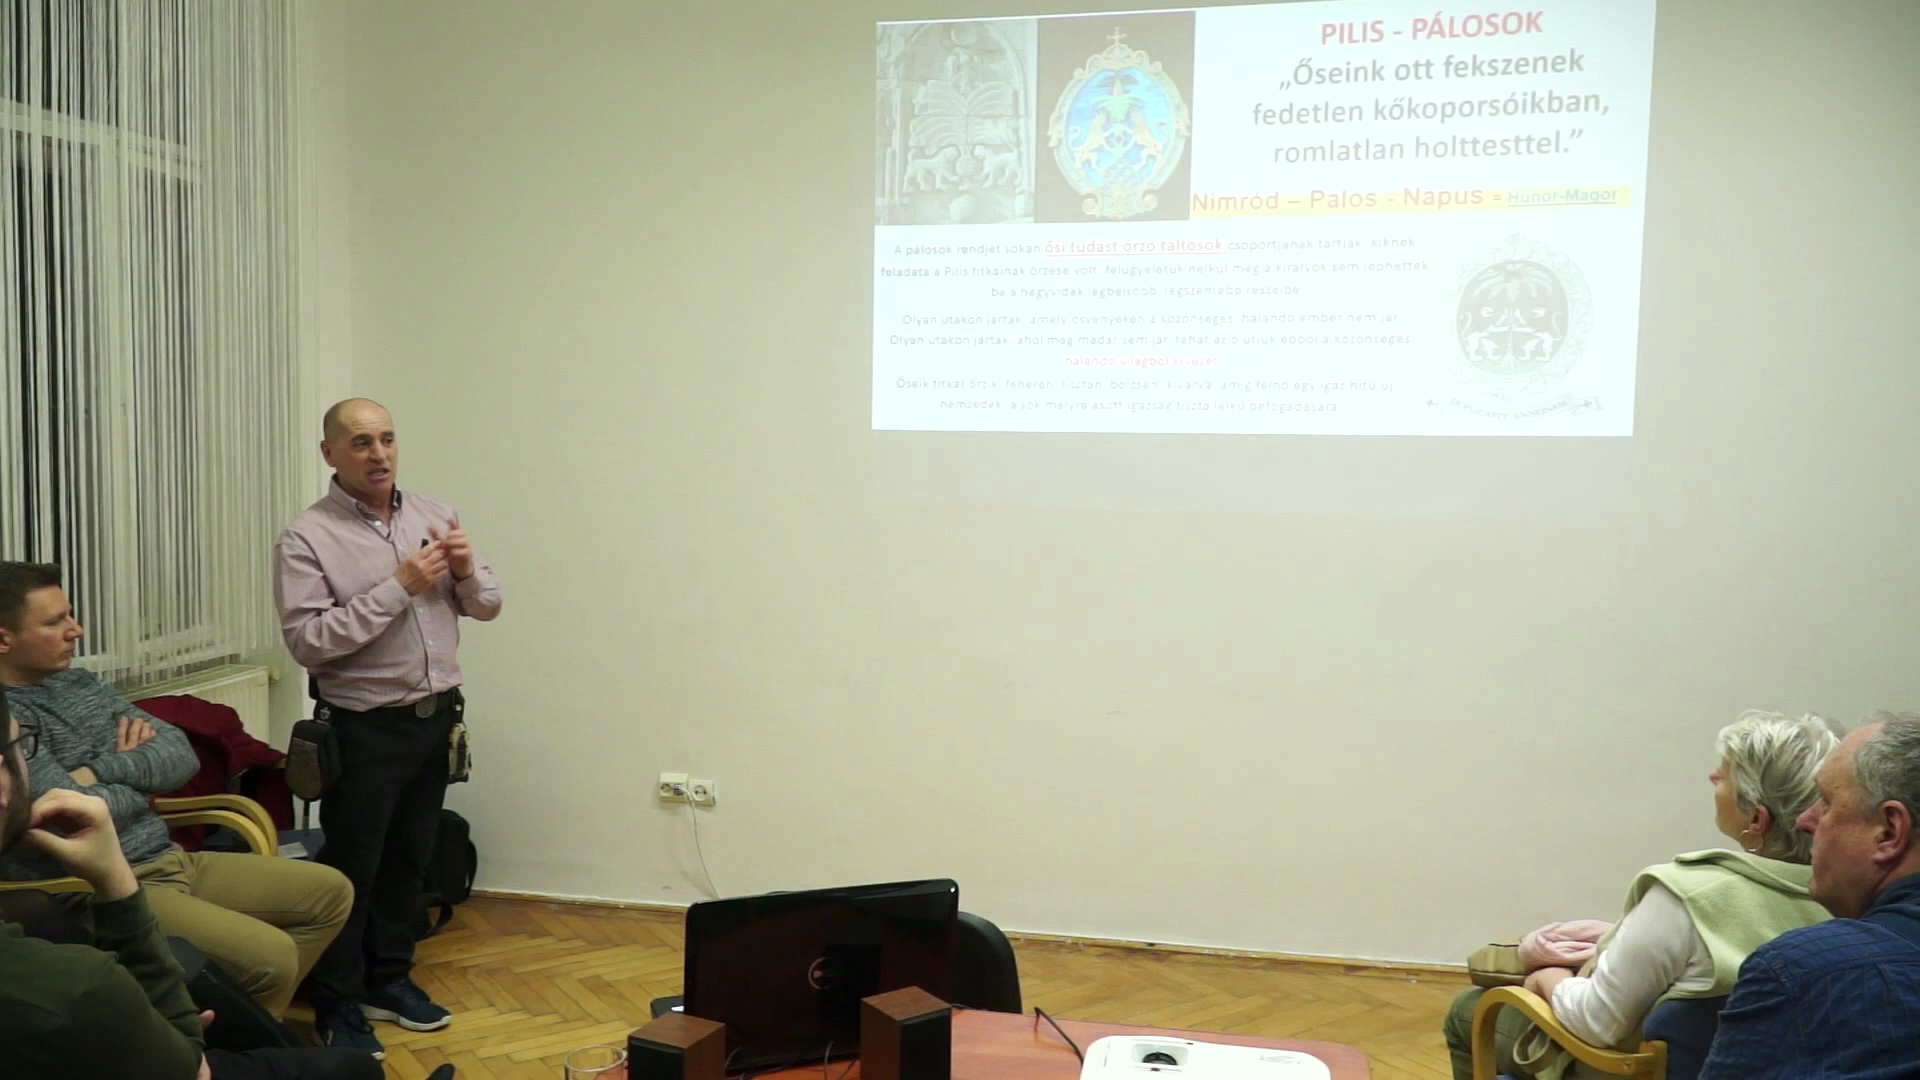 PILIS - PÁLOSOK
„Őseink ott fekszenek
fedetlen kőkoporsóikban,
romlatlan holttesttel.”
Nimród – Palos - Napus = Hunor-Magor
A pálosok rendjét sokan ősi tudást őrző táltosok csoportjának tartják, kiknek
feladata a Pilis titkainak őrzése volt, felügyeletük nélkül még a királyok sem léphettek
be a hegyvidék legbelsőbb, legszentebb részeibe.
Olyan utakon jártak, amely ösvényeken a közönséges, halandó ember nem jár.
Olyan utakon jártak, ahol még madár sem jár, tehát az ő útjuk ebből a közönséges
halandó világból kivezet.
Őseik titkát őrzik, fehéren, tisztán, bölcsen, kivárva, amíg felnő egy igaz hitű új
nemzedék, a sok mélyre ásott igazság tiszta lelkű befogadására.